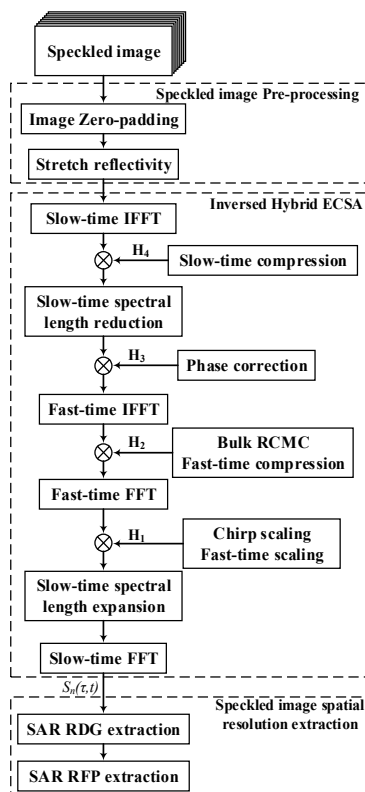 Speckled image
Speckled image Pre-processing
Image Zero-padding
Stretch reflectivity
Inversed Hybrid ECSA
Slow-time IFFT
H₄
Slow-time compression
Slow-time spectral
length reduction
H₃
Phase correction
Fast-time IFFT
H₂
Bulk RCMC
Fast-time compression
Fast-time FFT
H₁
Chirp scaling
Fast-time scaling
Slow-time spectral
length expansion
Slow-time FFT
Sₙ(τ,t)
Speckled image spatial
resolution extraction
SAR RDG extraction
SAR RFP extraction